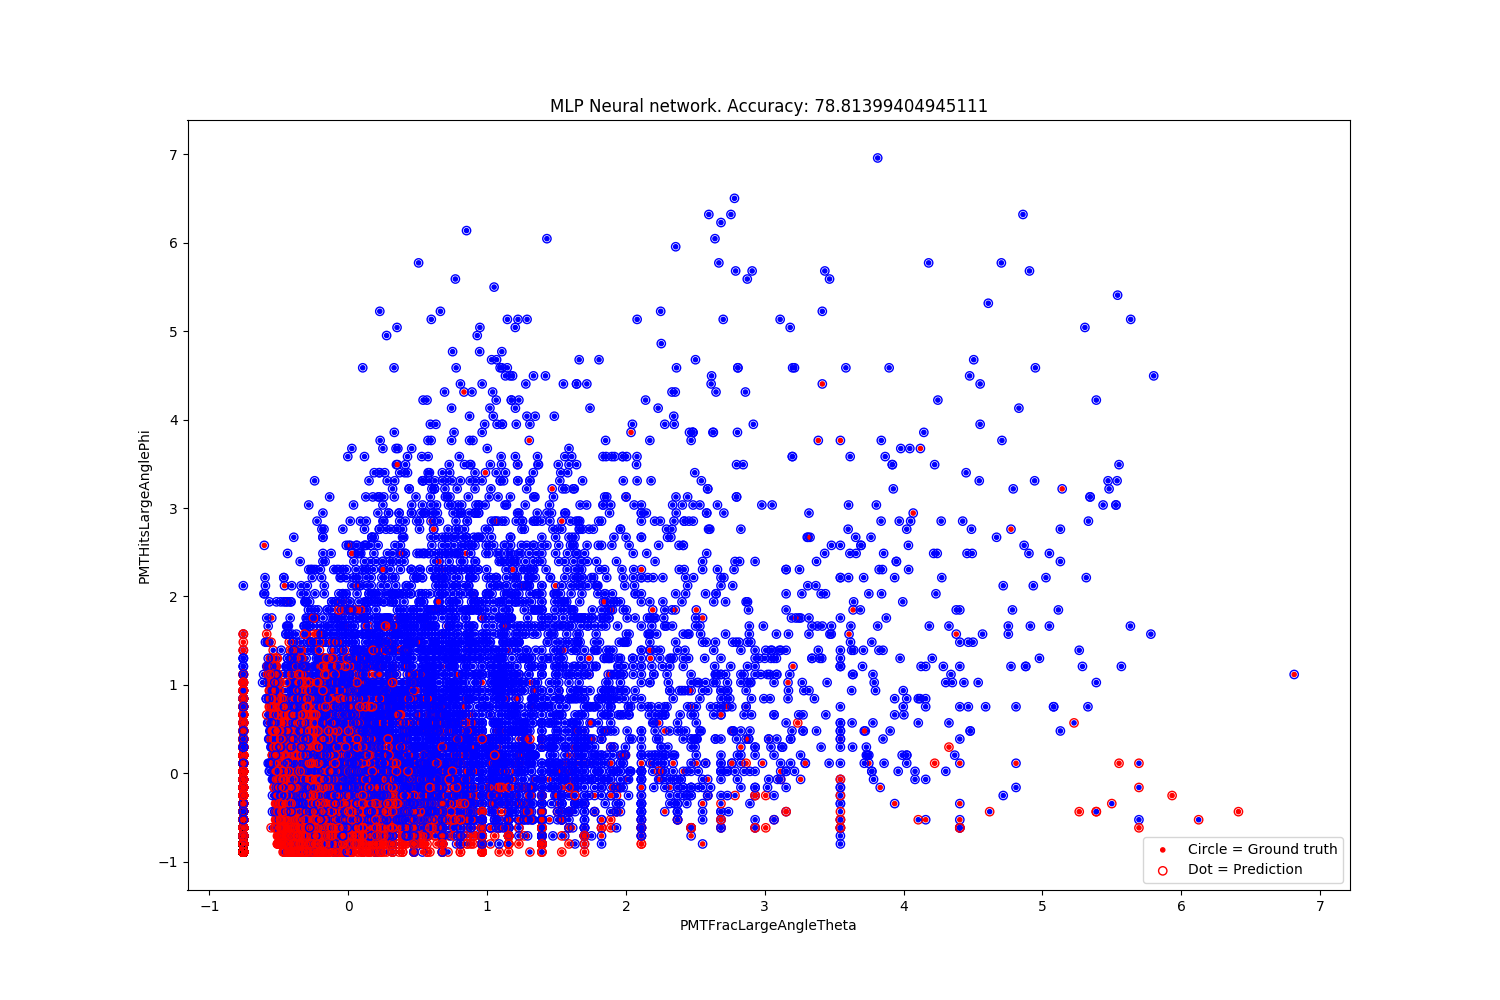 MLP Neural network. Accuracy: 78.81399404945111
PMTHitsLargeAnglePhi
7
6
5
4
3
2
1
0
−1
−1 0 1 2 3 4 5 6 7
PMTFracLargeAngleTheta
Circle = Ground truth
Dot = Prediction